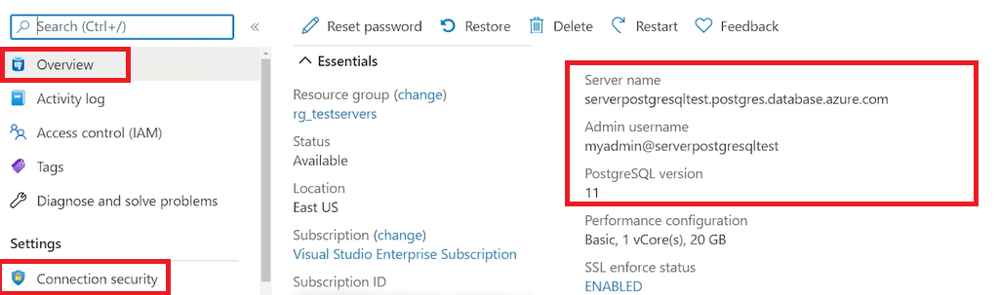 Search (Ctrl+/)
«
Overview
Activity log
Access control (IAM)
Tags
Diagnose and solve problems
Settings
Connection security
Reset password
Restore
Delete
Restart
Feedback
Essentials
Resource group (change)
rg_testservers
Status
Available
Location
East US
Subscription (change)
Visual Studio Enterprise Subscription
Subscription ID
Server name
serverpostgresqltest.postgres.database.azure.com
Admin username
myadmin@serverpostgresqltest
PostgreSQL version
11
Performance configuration
Basic, 1 vCore(s), 20 GB
SSL enforce status
ENABLED